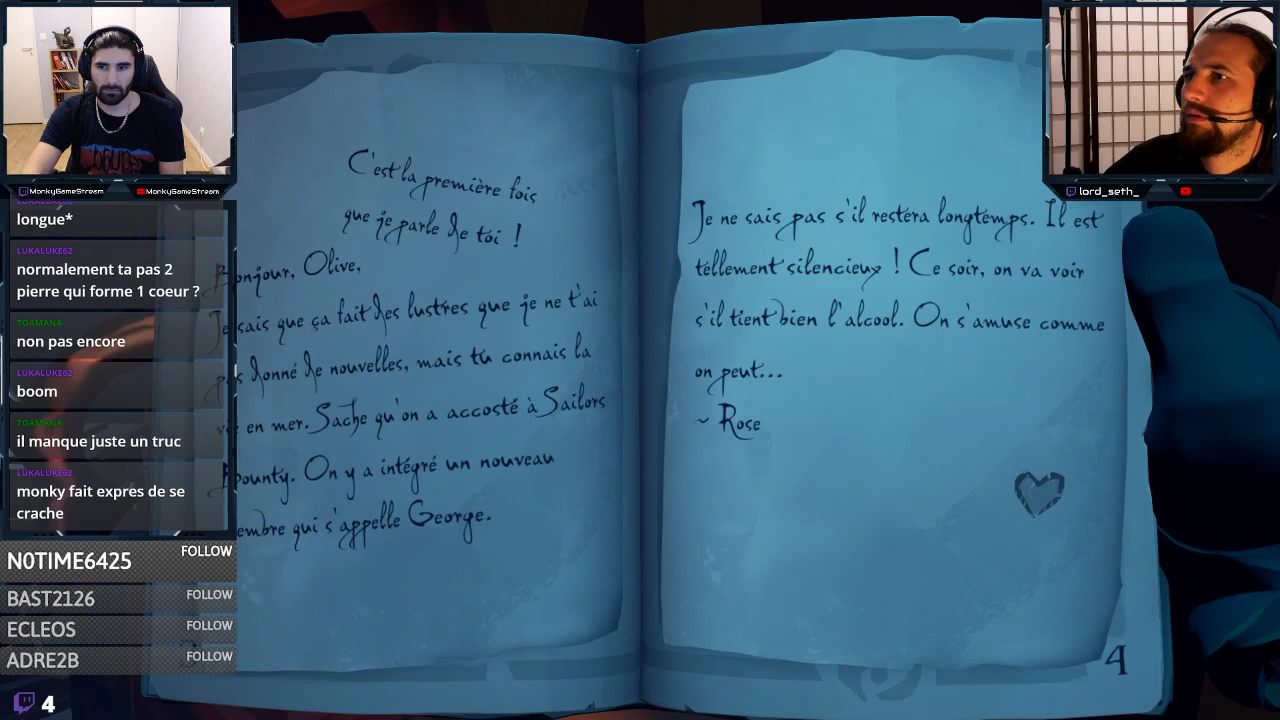 MonkyGameStream
MonkyGameStream
longue*
LUKALUKE62
normalement ta pas 2
pierre qui forme 1 coeur ?
TOAMANA
non pas encore
LUKALUKE62
boom
TOAMANA
il manque juste un truc
LUKALUKE62
monky fait expres de se
crache
N0TIME6425 FOLLOW
BAST2126 FOLLOW
ECLEOS FOLLOW
ADRE2B FOLLOW
4
C'est la première fois
que je parle de toi !
Bonjour, Olive,
Je sais que ça fait des lustres que je ne t'ai
pas donné de nouvelles, mais tu connais la
vie en mer. Sache qu'on a accosté à Sailors
Bounty. On y a intégré un nouveau
membre qui s'appelle George.
Je ne sais pas s'il restera longtemps. Il est
tellement silencieux ! Ce soir, on va voir
s'il tient bien l'alcool. On s'amuse comme
on peut...
~ Rose
4
lord_seth_